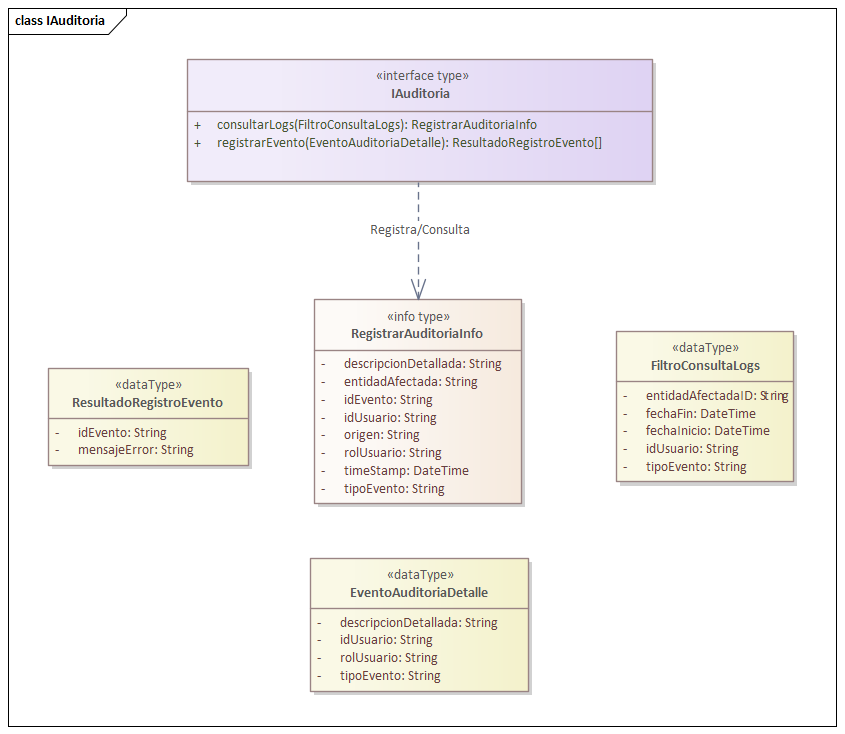 class IAuditoria
«interface type»
IAuditoria
+ consultarLogs(FiltroConsultaLogs): RegistrarAuditoriaInfo
+ registrarEvento(EventoAuditoriaDetalle): ResultadoRegistroEvento[]
Registra/Consulta
«info type»
RegistrarAuditoriaInfo
- descripcionDetallada: String
- entidadAfectada: String
- idEvento: String
- idUsuario: String
- origen: String
- rolUsuario: String
- timeStamp: DateTime
- tipoEvento: String
«dataType»
FiltroConsultaLogs
- entidadAfectadaID: String
- fechaFin: DateTime
- fechaInicio: DateTime
- idUsuario: String
- tipoEvento: String
«dataType»
ResultadoRegistroEvento
- idEvento: String
- mensajeError: String
«dataType»
EventoAuditoriaDetalle
- descripcionDetallada: String
- idUsuario: String
- rolUsuario: String
- tipoEvento: String